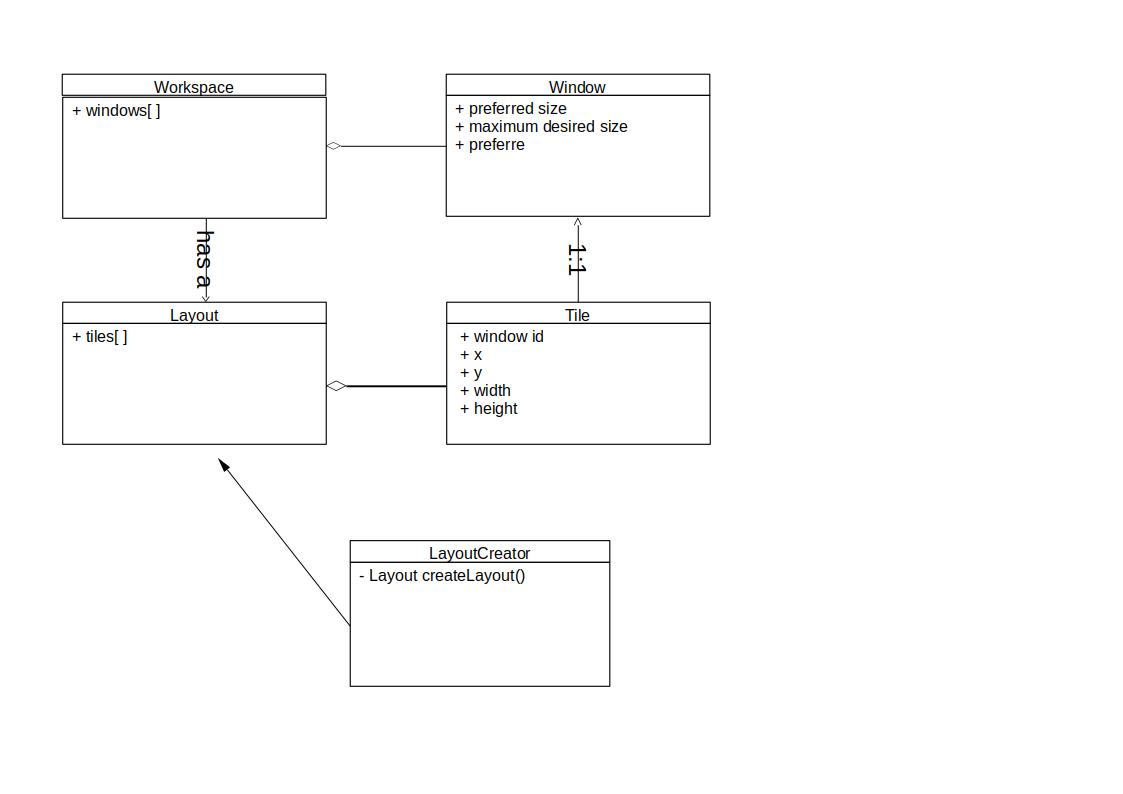 Workspace
+ windows[ ]
Window
+ preferred size
+ maximum desired size
+ preferre
has a
1:1
Layout
+ tiles[ ]
Tile
+ window id
+ x
+ y
+ width
+ height
LayoutCreator
- Layout createLayout()